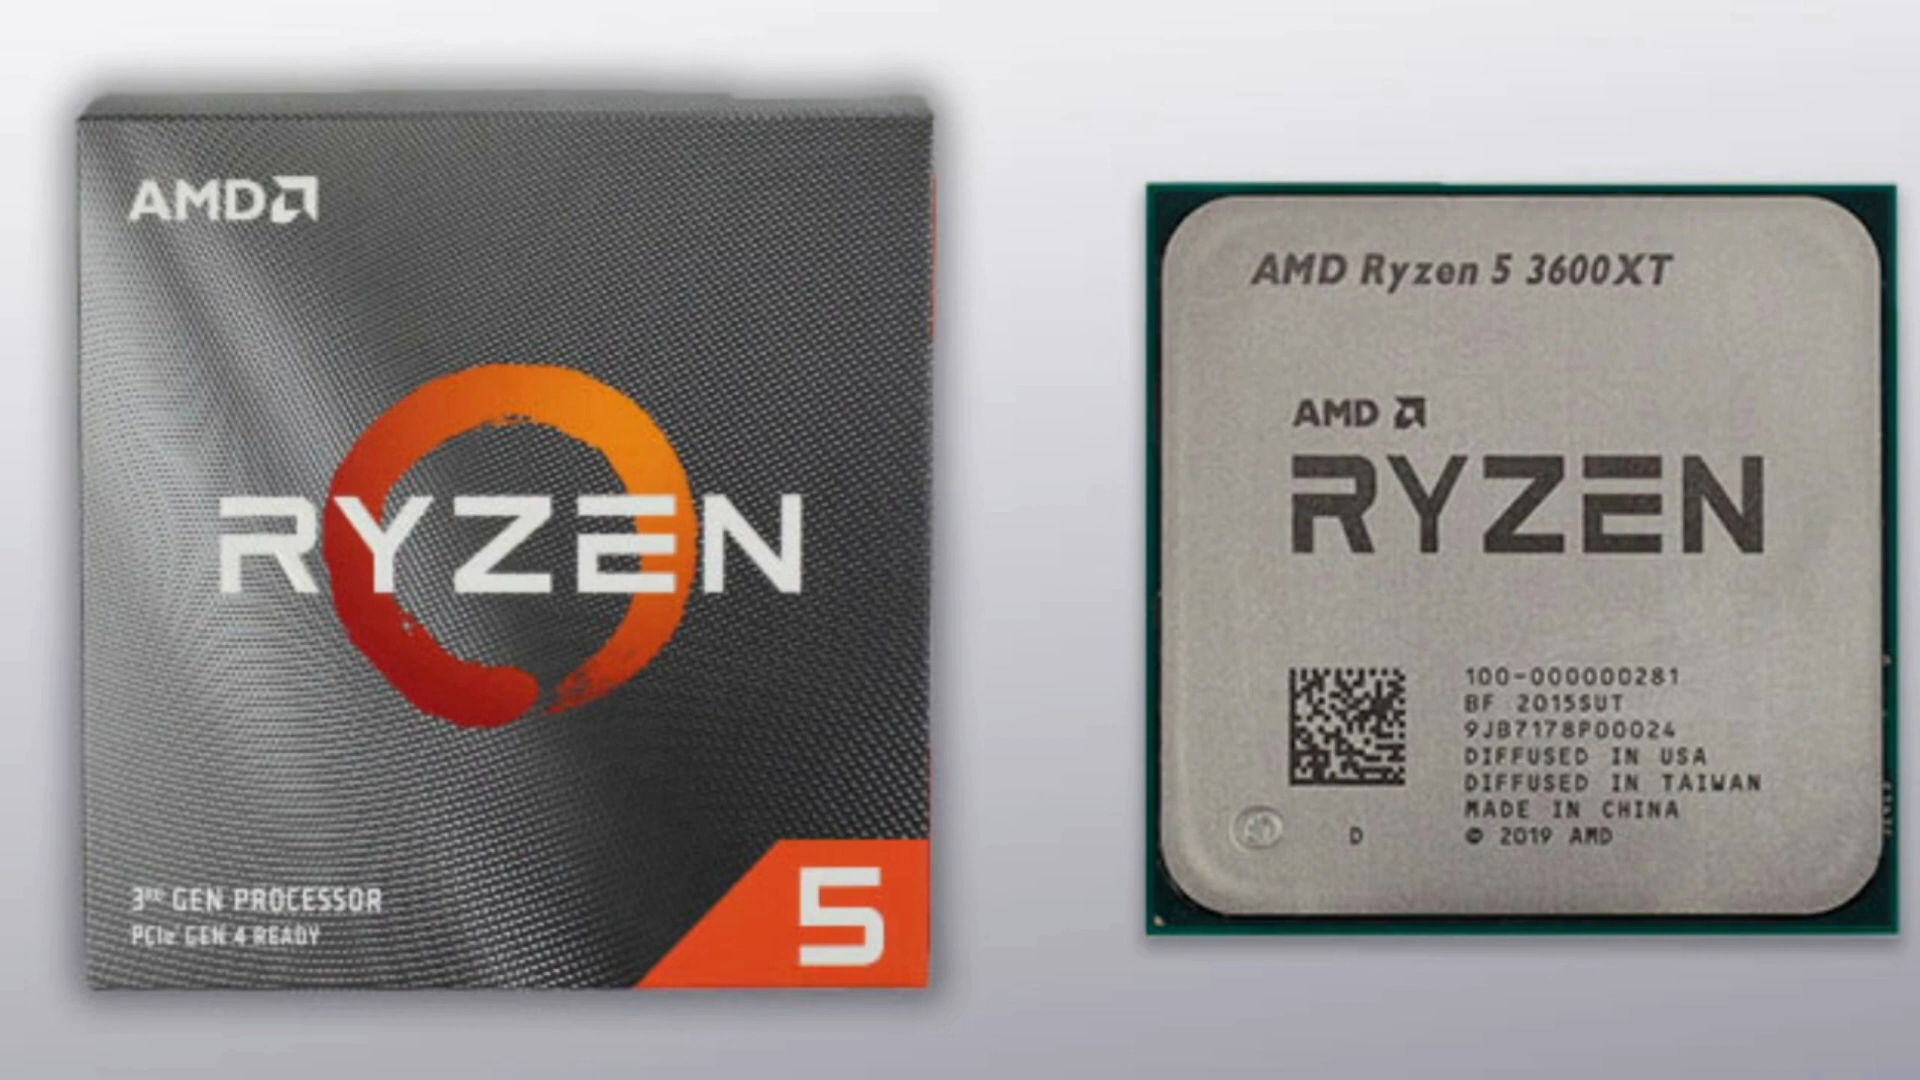 AMD
RYZEN
3RD GEN PROCESSOR
PCIe GEN 4 READY
5
AMD Ryzen 5 3600XT
AMD
RYZEN
100-000000281
BF 2015SUT
9JB7178P00024
DIFFUSED IN USA
DIFFUSED IN TAIWAN
MADE IN CHINA
D
© 2019 AMD